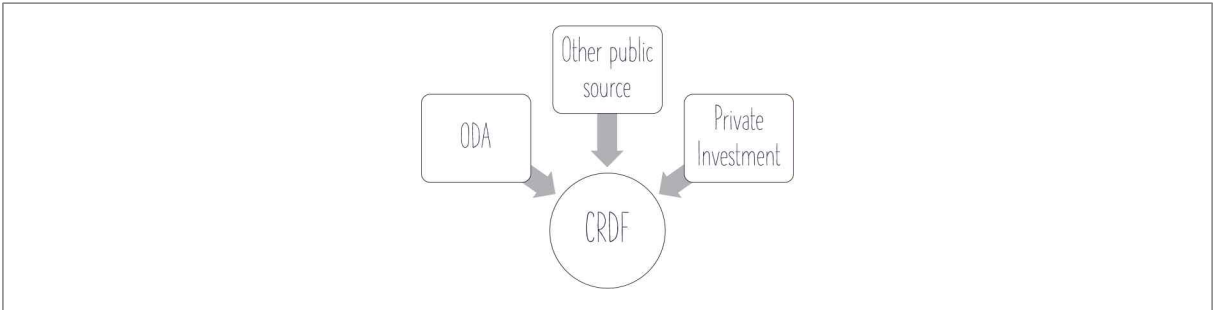 Other public
source
ODA
Private
Investment
CRDF